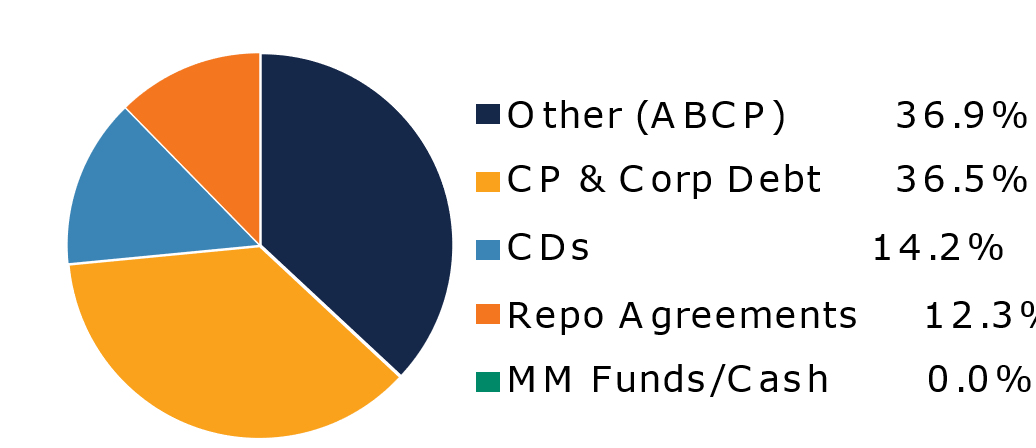 Other (ABCP) 36.9%
CP & Corp Debt 36.5%
CDs 14.2%
Repo Agreements 12.3%
MM Funds/Cash 0.0%